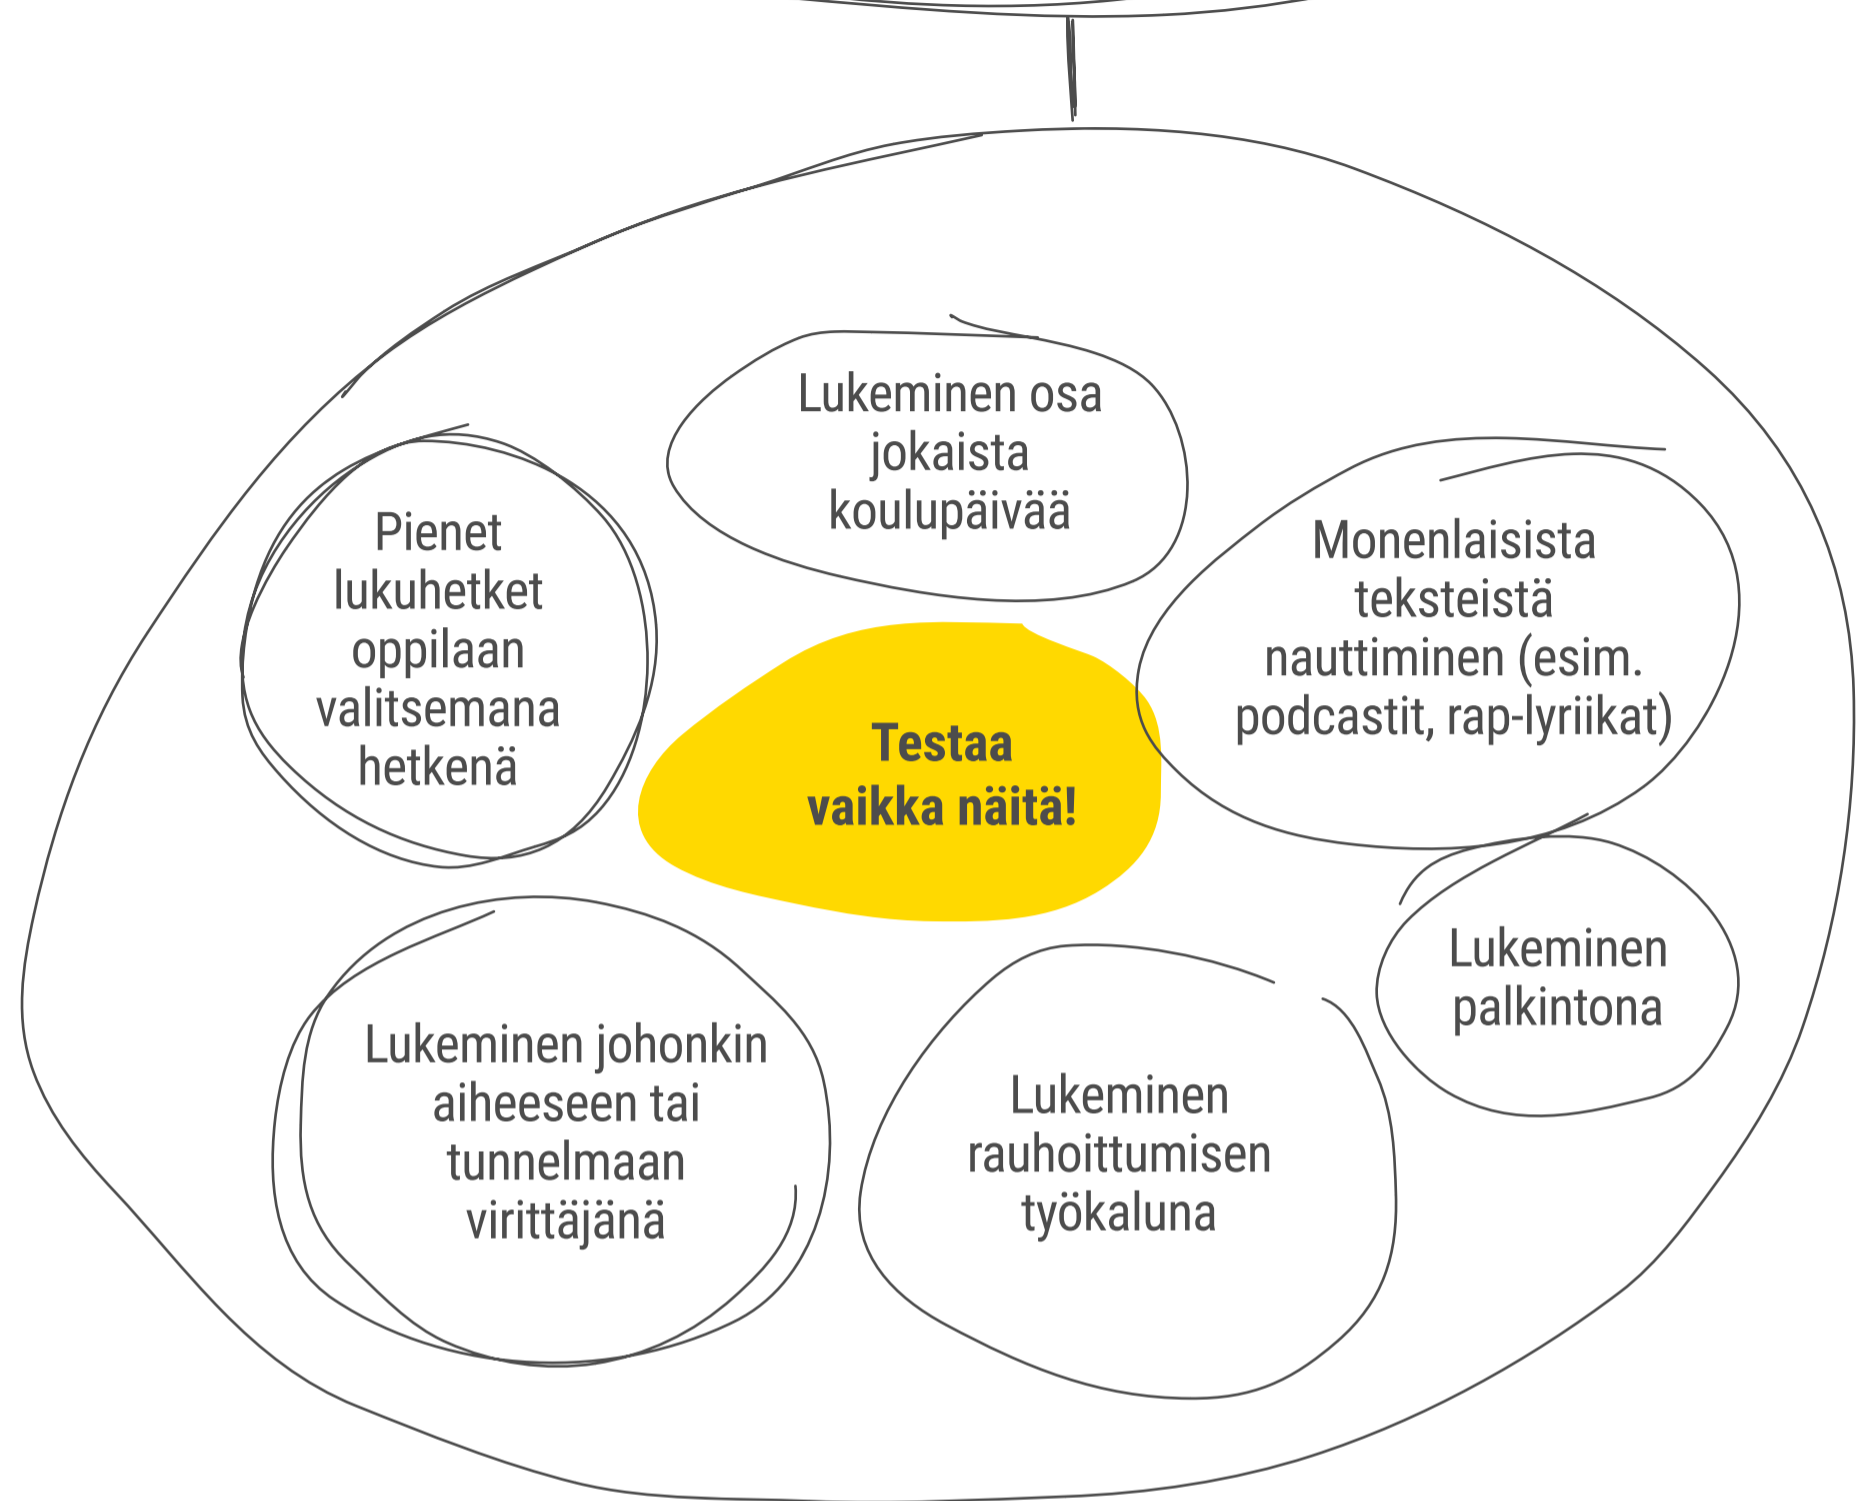 Lukeminen osa
jokaista
koulupäivää
Pienet
lukuhetket
oppilaan
valitsemana
hetkenä
Monenlaisista
teksteistä
nauttiminen (esim.
podcastit, rap-lyriikat)
Testaa
vaikka näitä!
Lukeminen
palkintona
Lukeminen johonkin
aiheeseen tai
tunnelmaan
virittäjänä
Lukeminen
rauhoittumisen
työkaluna